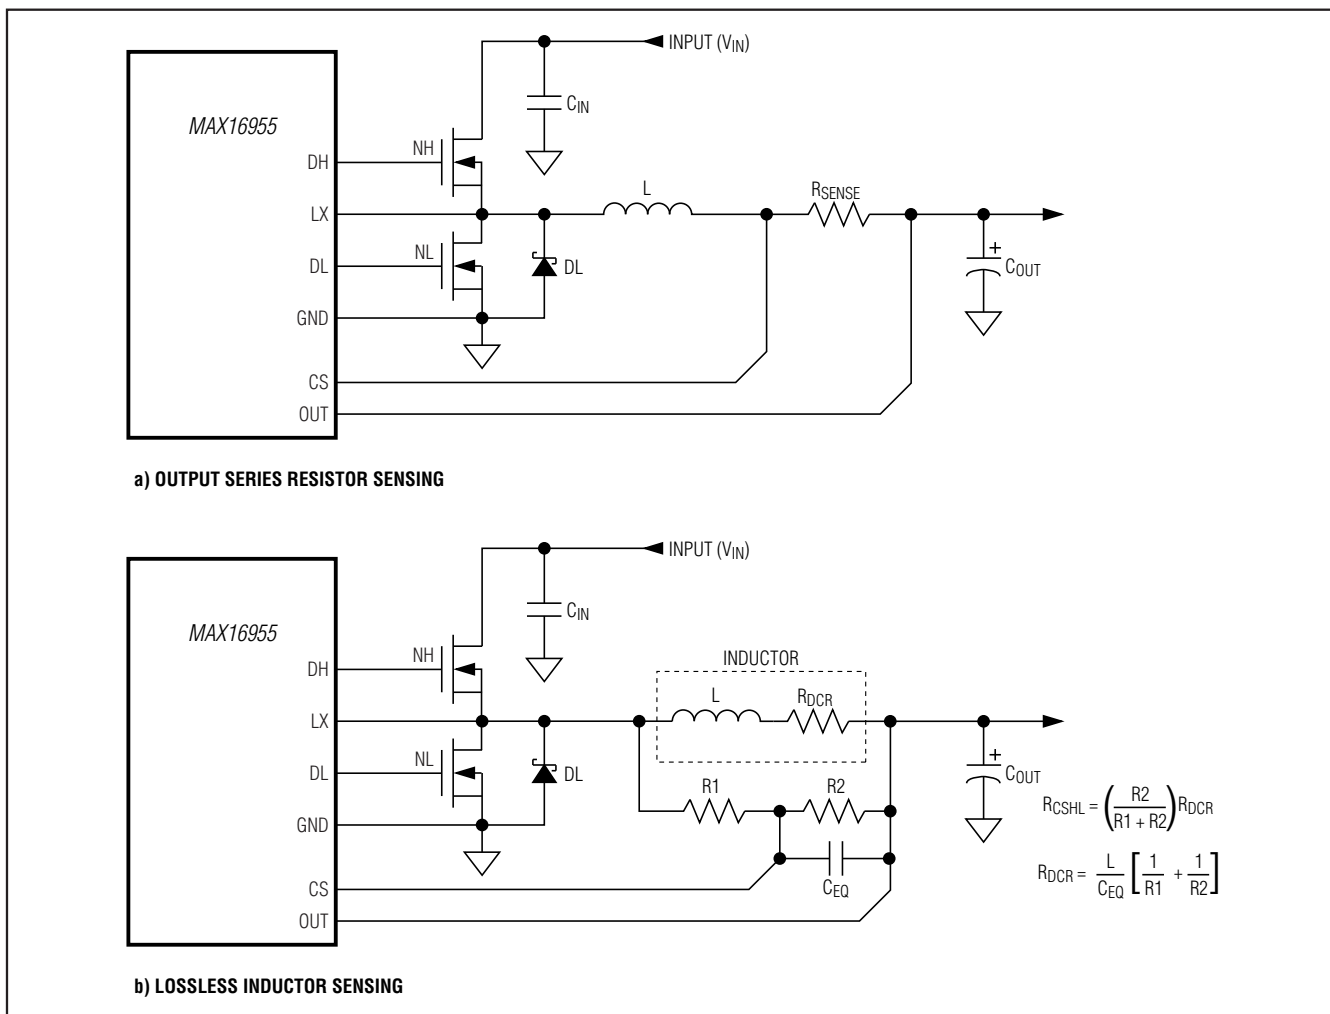 INPUT (VIN)
CIN
MAX16955
NH
DH
L
RSENSE
LX
NL
DL
DL
+
COUT
GND
CS
OUT
a) OUTPUT SERIES RESISTOR SENSING
INPUT (VIN)
CIN
MAX16955
NH
DH
INDUCTOR
L
RDCR
LX
NL
DL
DL
+
COUT
R1
R2
RCSHL = (R2 / R1 + R2) RDCR
GND
CEQ
RDCR = L / CEQ [1 / R1 + 1 / R2]
CS
OUT
b) LOSSLESS INDUCTOR SENSING